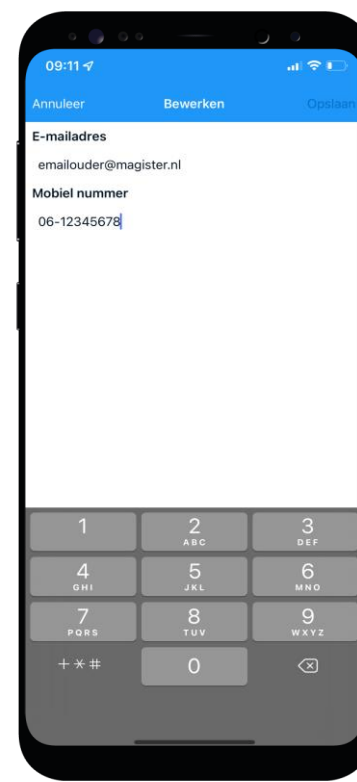 09:11
Annuleer Bewerken Opslaan
E-mailadres
emailouder@magister.nl
Mobiel nummer
06-12345678
1 2 3
ABC DEF
4 5 6
GHI JKL MNO
7 8 9
PQRS TUV WXYZ
+*# 0